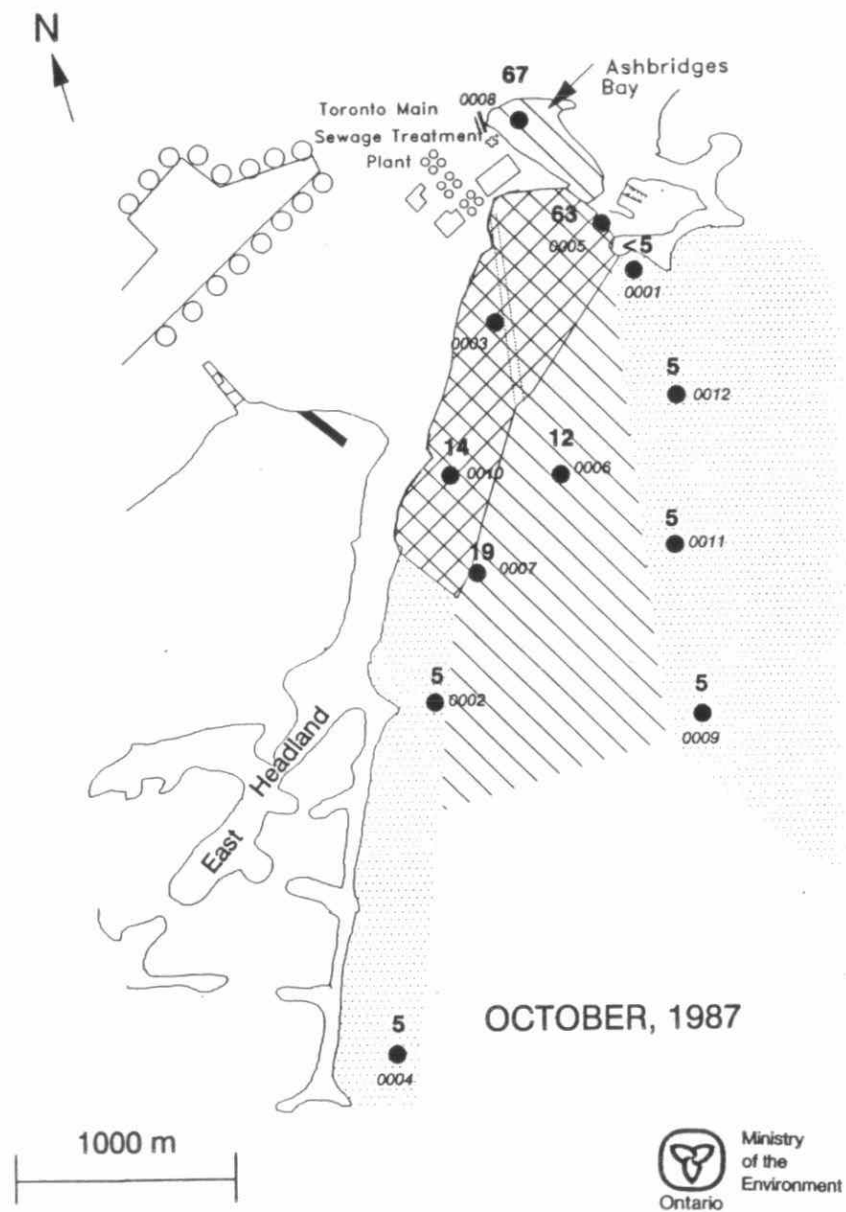 N
67
Ashbridges
Bay
0008
Toronto Main
Sewage Treatment
Plant
63
0005
<5
0001
0003
5
0012
14
0010
12
0006
5
0011
19
0007
5
0002
5
0009
East Headland
OCTOBER, 1987
5
0004
1000 m
Ministry
of the
Environment
Ontario